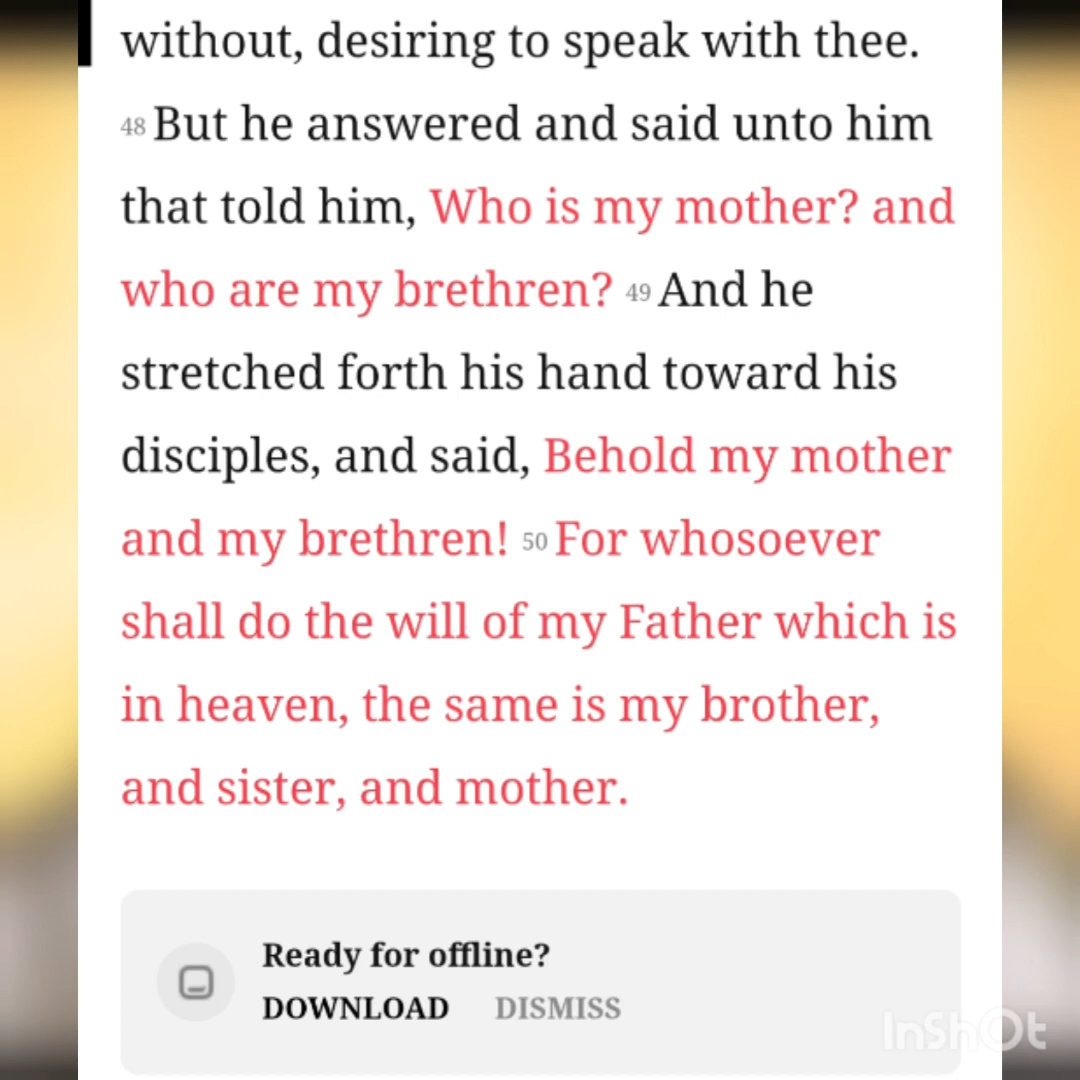 without, desiring to speak with thee.
48 But he answered and said unto him
that told him, Who is my mother? and
who are my brethren? 49 And he
stretched forth his hand toward his
disciples, and said, Behold my mother
and my brethren! 50 For whosoever
shall do the will of my Father which is
in heaven, the same is my brother,
and sister, and mother.
Ready for offline?
DOWNLOAD DISMISS
InShOt